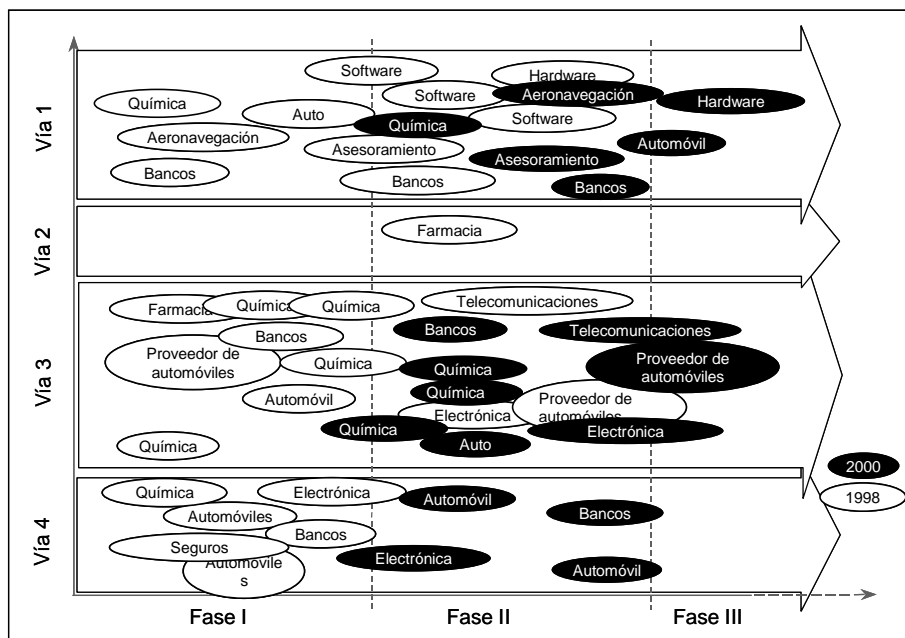 Vía 1
Software
Hardware
Química
Software
Aeronavegación
Hardware
Auto
Química
Software
Aeronavegación
Asesoramiento
Automóvil
Asesoramiento
Bancos
Bancos
Bancos
Vía 2
Farmacia
Vía 3
Farmacia
Química
Química
Telecomunicaciones
Bancos
Bancos
Telecomunicaciones
Proveedor de
automóviles
Química
Química
Proveedor de
automóviles
Química
Automóvil
Proveedor de
automóviles
Electrónica
Química
Electrónica
Química
Auto
2000
1998
Vía 4
Química
Electrónica
Automóvil
Automóviles
Bancos
Bancos
Seguros
Electrónica
Automóviles
Automóvil
Fase I
Fase II
Fase III